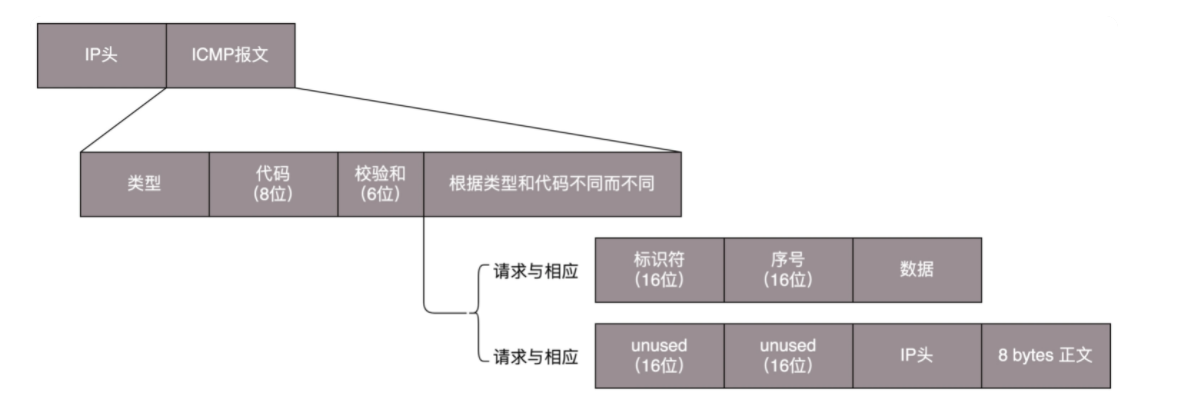 IP头
ICMP报文
类型
代码
(8位)
校验和
(6位)
根据类型和代码不同而不同
请求与相应
标识符
(16位)
序号
(16位)
数据
请求与相应
unused
(16位)
unused
(16位)
IP头
8 bytes 正文